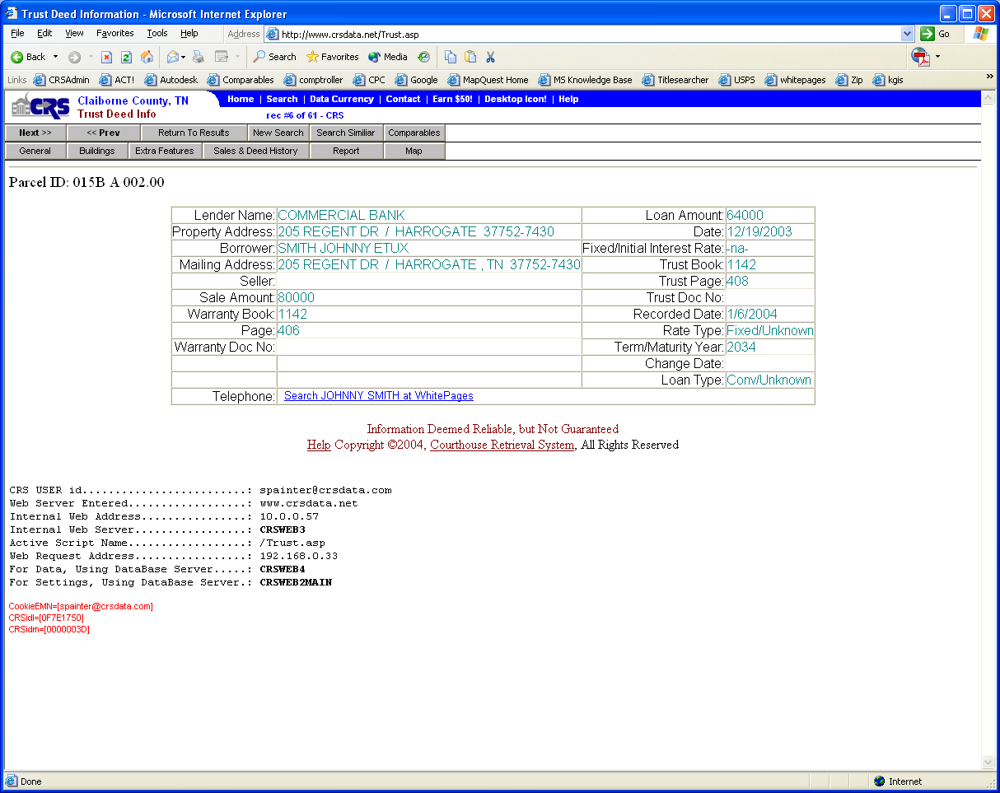 Trust Deed Information - Microsoft Internet Explorer
File Edit View Favorites Tools Help Address http://www.crsdata.net/Trust.asp Go
Back Search Favorites Media
Links CRSAdmin ACT! Autodesk Comparables comptroller CPC Google MapQuest Home MS Knowledge Base Titlesearcher USPS whitepages Zip kgis »
CRS Claiborne County, TN Home | Search | Data Currency | Contact | Earn $50! | Desktop Icon! | Help
Trust Deed Info rec #6 of 61 - CRS
Next >> << Prev Return To Results New Search Search Similiar Comparables
General Buildings Extra Features Sales & Deed History Report Map
Parcel ID: 015B A 002.00
Lender Name: COMMERCIAL BANK Loan Amount: 64000
Property Address: 205 REGENT DR / HARROGATE 37752-7430 Date: 12/19/2003
Borrower: SMITH JOHNNY ETUX Fixed/Initial Interest Rate: -na-
Mailing Address: 205 REGENT DR / HARROGATE , TN 37752-7430 Trust Book: 1142
Seller: Trust Page: 408
Sale Amount: 80000 Trust Doc No:
Warranty Book: 1142 Recorded Date: 1/6/2004
Page: 406 Rate Type: Fixed/Unknown
Warranty Doc No: Term/Maturity Year: 2034
Change Date:
Loan Type: Conv/Unknown
Telephone: Search JOHNNY SMITH at WhitePages
Information Deemed Reliable, but Not Guaranteed
Help Copyright ©2004, Courthouse Retrieval System, All Rights Reserved
CRS USER id.........................: spainter@crsdata.com
Web Server Entered..................: www.crsdata.net
Internal Web Address................: 10.0.0.57
Internal Web Server.................: CRSWEB3
Active Script Name..................: /Trust.asp
Web Request Address.................: 192.168.0.33
For Data, Using DataBase Server.....: CRSWEB4
For Settings, Using DataBase Server.: CRSWEB2MAIN
CookieEMN=[spainter@crsdata.com]
CRSidl=[0F7E1750]
CRSidm=[0000003D]
Done Internet